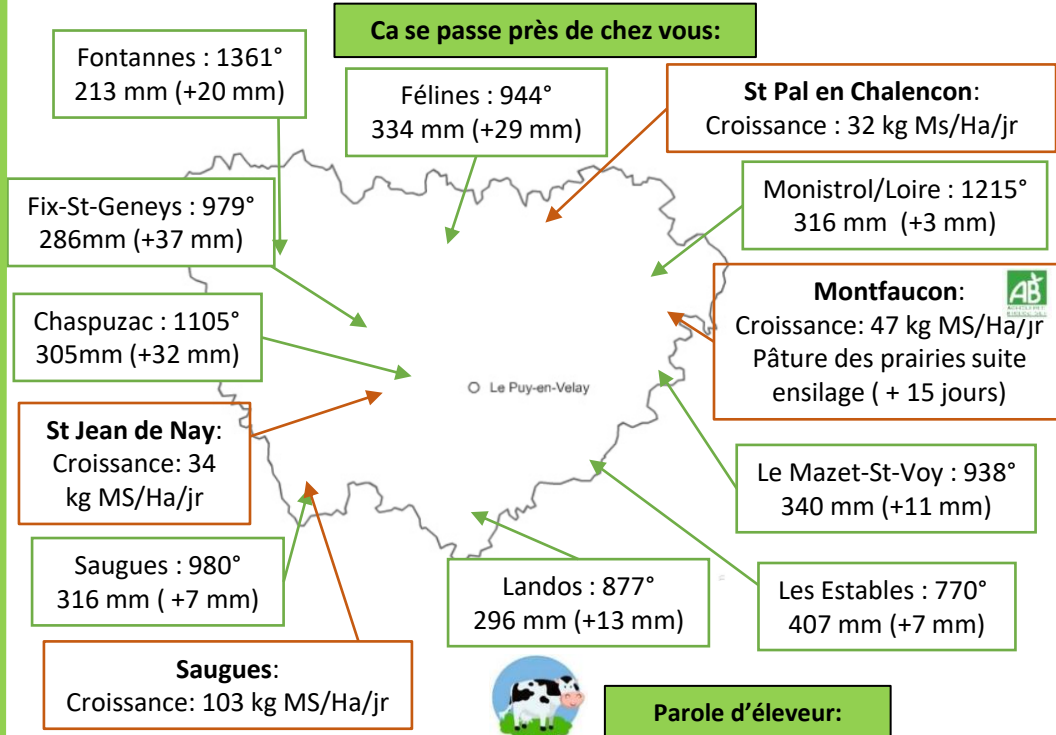 Ca se passe près de chez vous:
Fontannes : 1361°
213 mm (+20 mm)
Félines : 944°
334 mm (+29 mm)
St Pal en Chalencon:
Croissance : 32 kg Ms/Ha/jr
Fix-St-Geneys : 979°
286mm (+37 mm)
Monistrol/Loire : 1215°
316 mm (+3 mm)
Chaspuzac : 1105°
305mm (+32 mm)
Montfaucon:
Croissance: 47 kg MS/Ha/jr
Pâture des prairies suite
ensilage ( + 15 jours)
AB
Le Puy-en-Velay
St Jean de Nay:
Croissance: 34
kg MS/Ha/jr
Le Mazet-St-Voy : 938°
340 mm (+11 mm)
Saugues : 980°
316 mm ( +7 mm)
Landos : 877°
296 mm (+13 mm)
Les Estables : 770°
407 mm (+7 mm)
Saugues:
Croissance: 103 kg MS/Ha/jr
Parole d'éleveur: